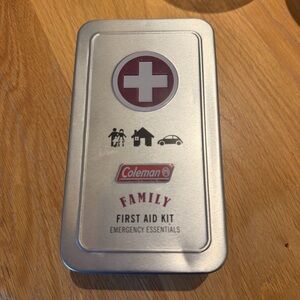 Coleman
FAMILY
FIRST AID KIT
EMERGENCY ESSENTIALS